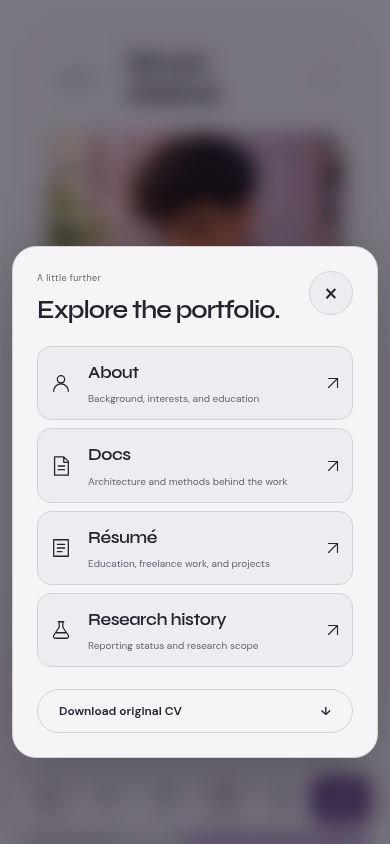 A little further
Explore the portfolio.
About
Background, interests, and education
Docs
Architecture and methods behind the work
Résumé
Education, freelance work, and projects
Research history
Reporting status and research scope
Download original CV